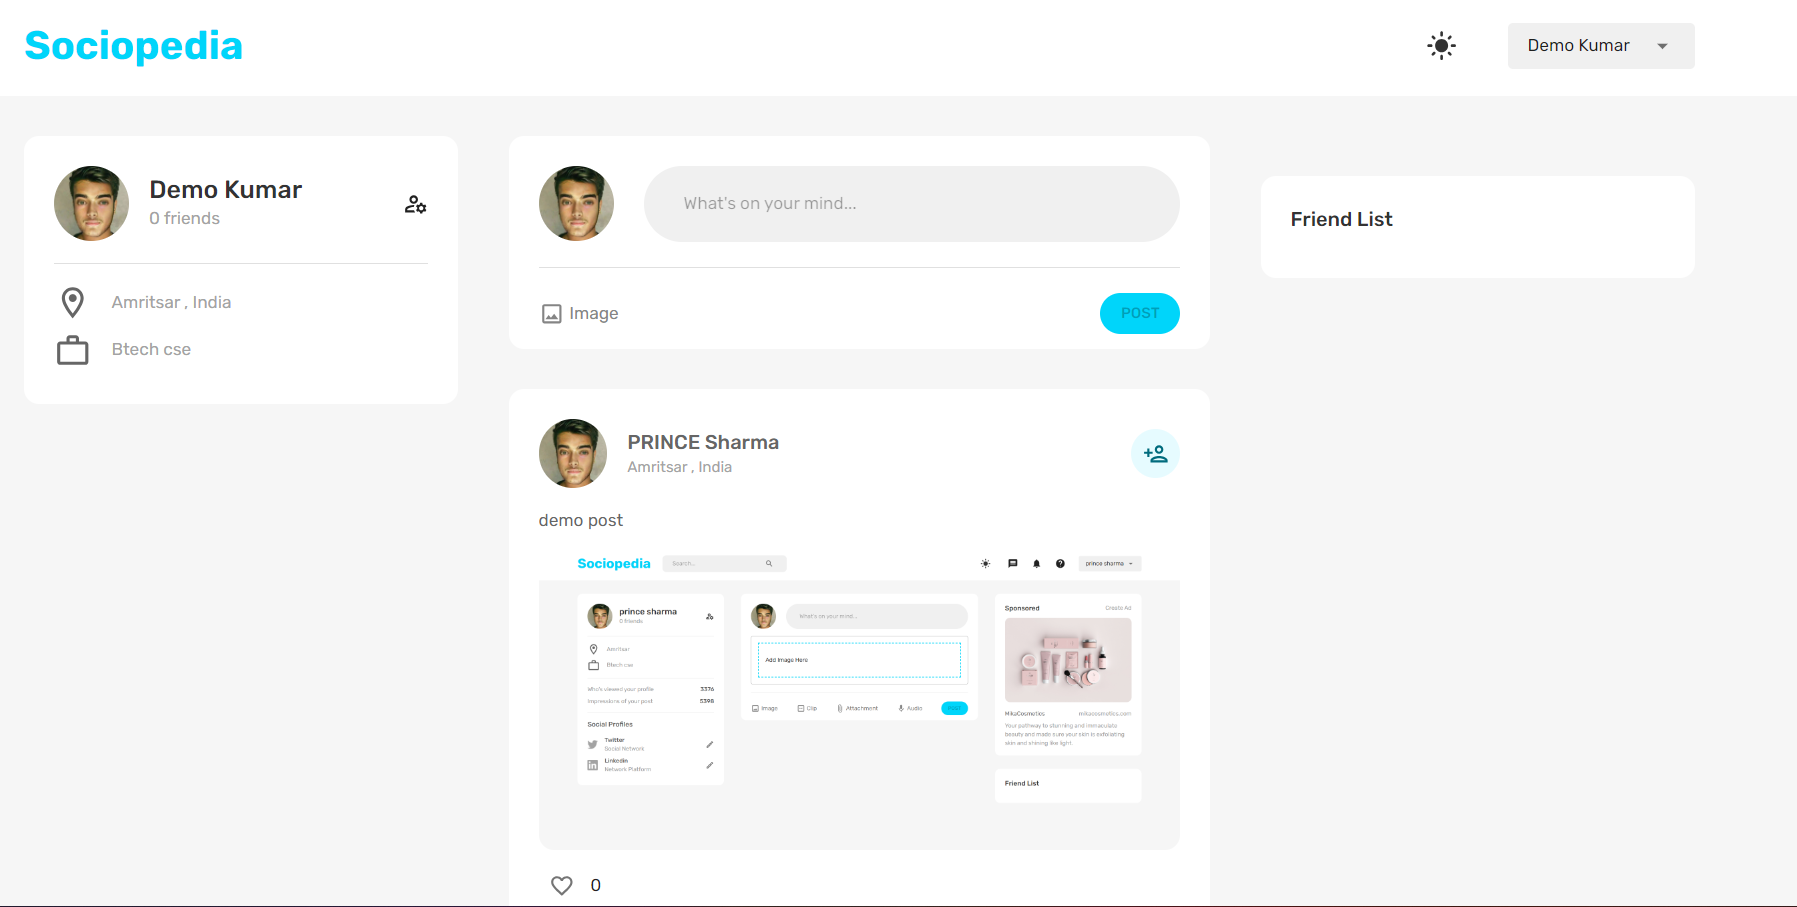 Sociopedia
Demo Kumar
Demo Kumar
0 friends
Amritsar , India
Btech cse
What's on your mind...
Image
POST
Friend List
PRINCE Sharma
Amritsar , India
demo post
Sociopedia
Search...
prince sharma
prince sharma
0 friends
Amritsar
Btech cse
Who's viewed your profile 3376
Impressions of your post 5398
Social Profiles
Twitter
Social Network
Linkedin
Network Platform
What's on your mind...
Add Image Here
Image Clip Attachment Audio POST
Sponsored Create Ad
MikaCosmetics mikacosmetics.com
Your pathway to stunning and immaculate
beauty and made sure your skin is exfoliating
skin and shining like light.
Friend List
0